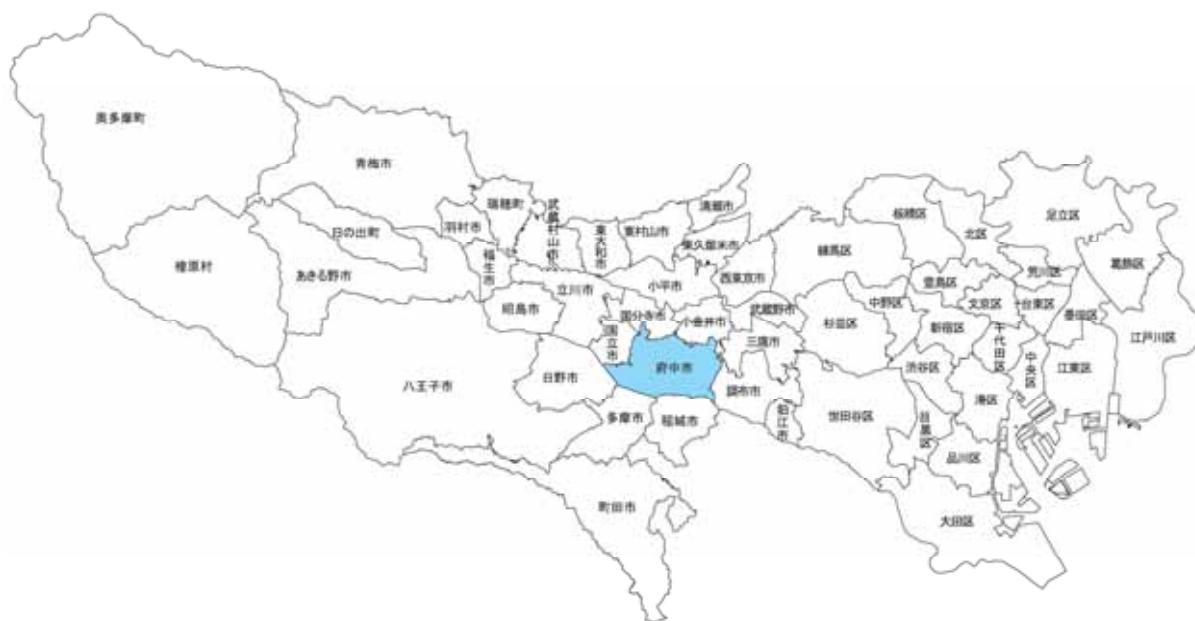 奥多摩町
青梅市
瑞穂町
武蔵村山市
東大和市
東村山市
清瀬市
東久留米市
羽村市
日の出町
福生市
檜原村
あきる野市
昭島市
立川市
小平市
西東京市
練馬区
板橋区
北区
足立区
葛飾区
荒川区
豊島区
文京区
台東区
墨田区
江戸川区
国分寺市
国立市
小金井市
武蔵野市
三鷹市
杉並区
中野区
新宿区
千代田区
中央区
江東区
八王子市
日野市
府中市
調布市
狛江市
世田谷区
渋谷区
目黒区
港区
多摩市
稲城市
品川区
町田市
大田区